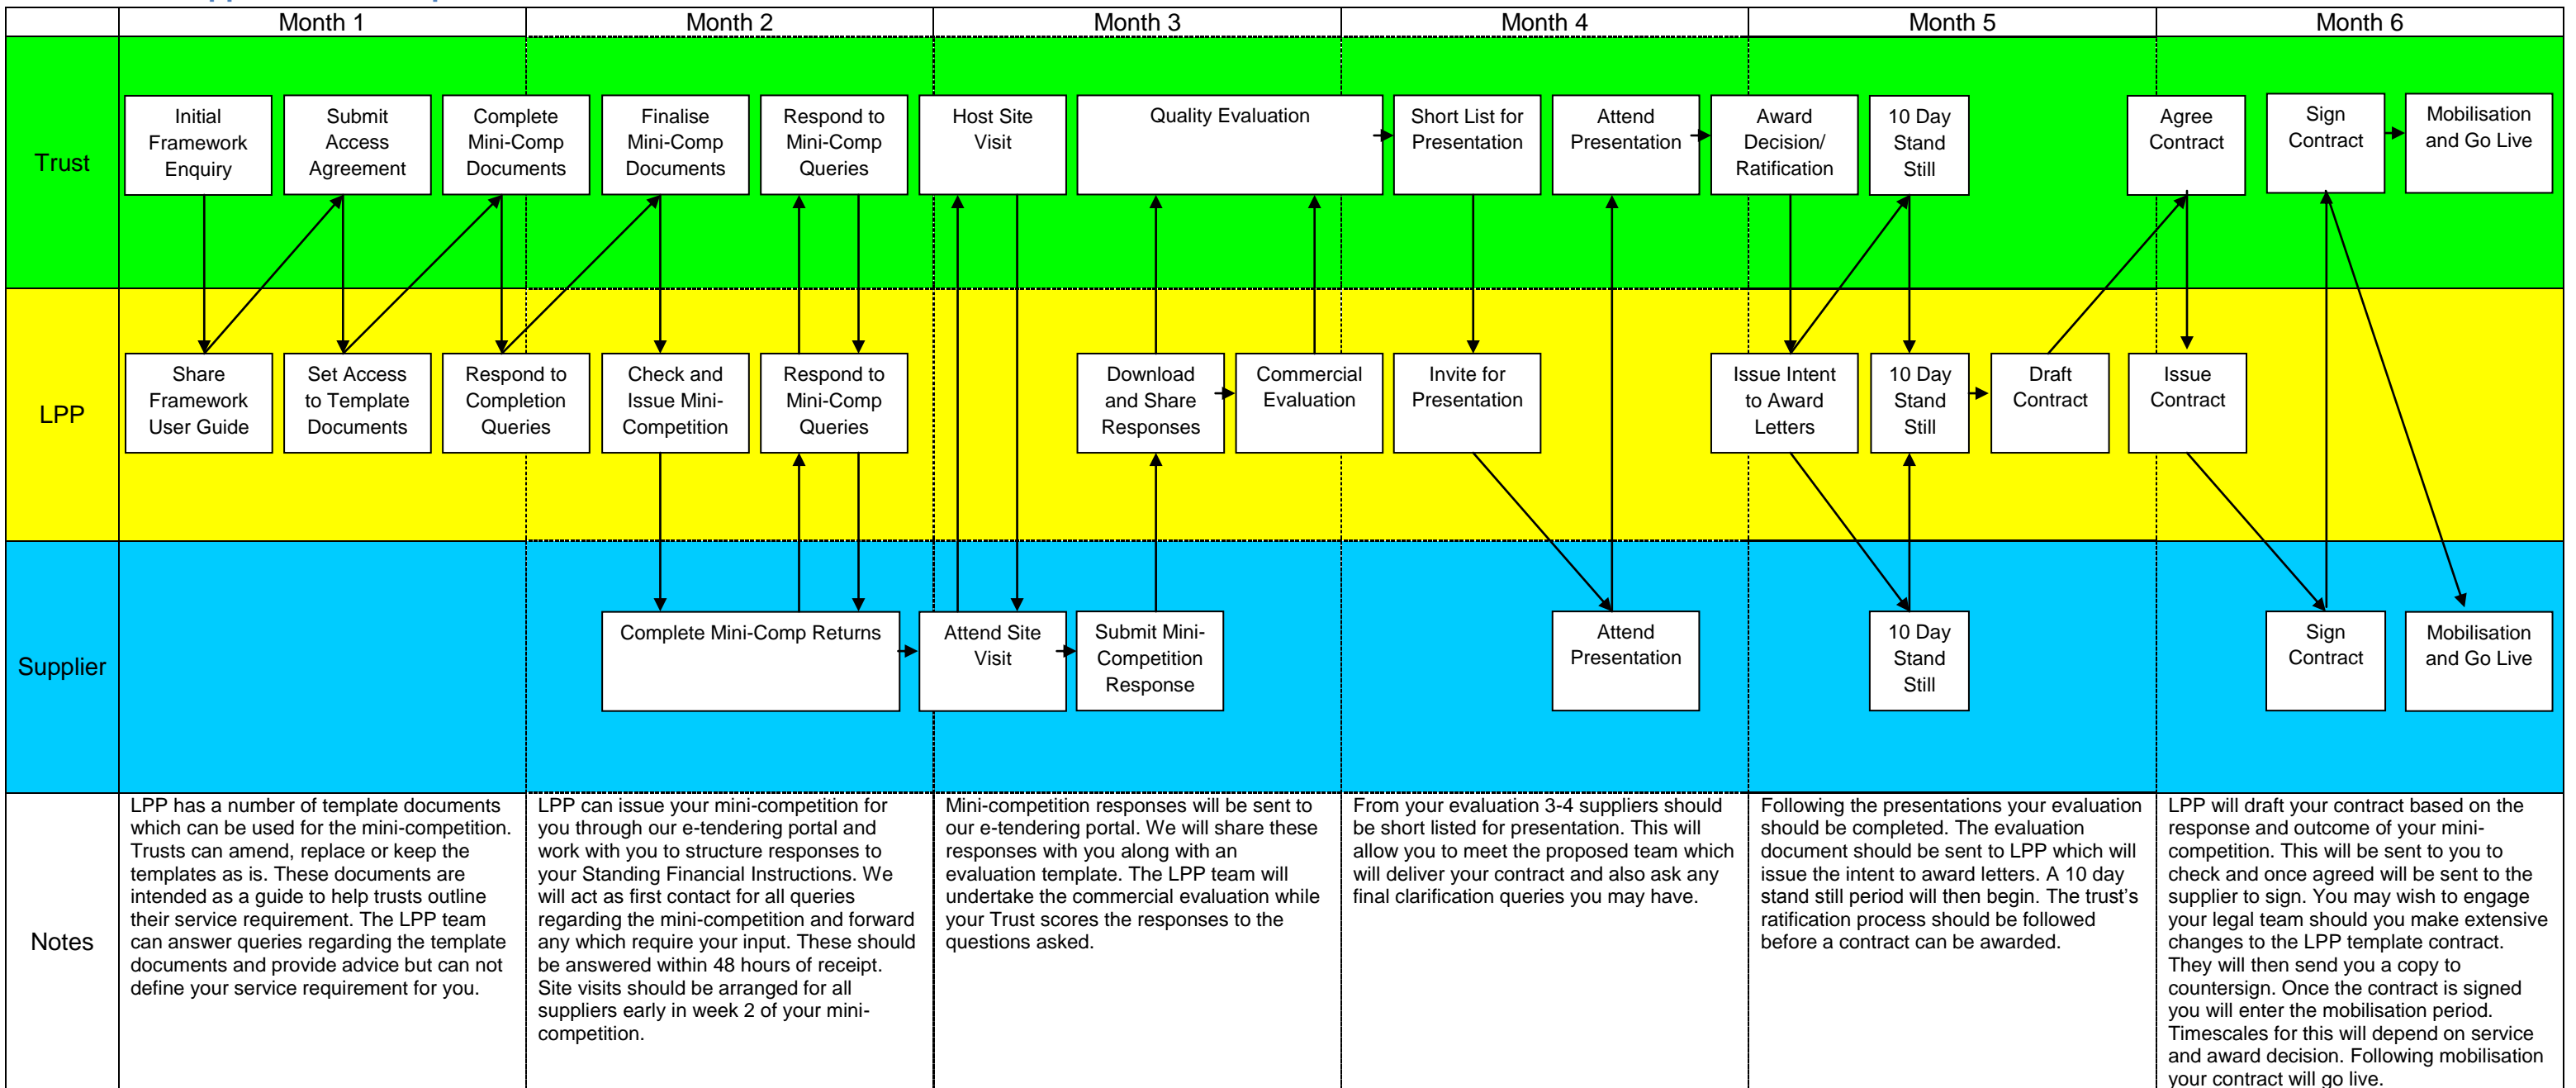 Month 1
Month 2
Month 3
Month 4
Month 5
Month 6
Trust
Initial
Framework
Enquiry
Submit
Access
Agreement
Complete
Mini-Comp
Documents
Finalise
Mini-Comp
Documents
Respond to
Mini-Comp
Queries
Host Site
Visit
Quality Evaluation
Short List for
Presentation
Attend
Presentation
Award
Decision/
Ratification
10 Day
Stand
Still
Agree
Contract
Sign
Contract
Mobilisation
and Go Live
LPP
Share
Framework
User Guide
Set Access
to Template
Documents
Respond to
Completion
Queries
Check and
Issue Mini-
Competition
Respond to
Mini-Comp
Queries
Download
and Share
Responses
Commercial
Evaluation
Invite for
Presentation
Issue Intent
to Award
Letters
10 Day
Stand
Still
Draft
Contract
Issue
Contract
Supplier
Complete Mini-Comp Returns
Attend Site
Visit
Submit Mini-
Competition
Response
Attend
Presentation
10 Day
Stand
Still
Sign
Contract
Mobilisation
and Go Live
Notes
LPP has a number of template documents
which can be used for the mini-competition.
Trusts can amend, replace or keep the
templates as is. These documents are
intended as a guide to help trusts outline
their service requirement. The LPP team
can answer queries regarding the template
documents and provide advice but can not
define your service requirement for you.
LPP can issue your mini-competition for
you through our e-tendering portal and
work with you to structure responses to
your Standing Financial Instructions. We
will act as first contact for all queries
regarding the mini-competition and forward
any which require your input. These should
be answered within 48 hours of receipt.
Site visits should be arranged for all
suppliers early in week 2 of your mini-
competition.
Mini-competition responses will be sent to
our e-tendering portal. We will share these
responses with you along with an
evaluation template. The LPP team will
undertake the commercial evaluation while
your Trust scores the responses to the
questions asked.
From your evaluation 3-4 suppliers should
be short listed for presentation. This will
allow you to meet the proposed team which
will deliver your contract and also ask any
final clarification queries you may have.
Following the presentations your evaluation
should be completed. The evaluation
document should be sent to LPP which will
issue the intent to award letters. A 10 day
stand still period will then begin. The trust's
ratification process should be followed
before a contract can be awarded.
LPP will draft your contract based on the
response and outcome of your mini-
competition. This will be sent to you to
check and once agreed will be sent to the
supplier to sign. You may wish to engage
your legal team should you make extensive
changes to the LPP template contract.
They will then send you a copy to
countersign. Once the contract is signed
you will enter the mobilisation period.
Timescales for this will depend on service
and award decision. Following mobilisation
your contract will go live.